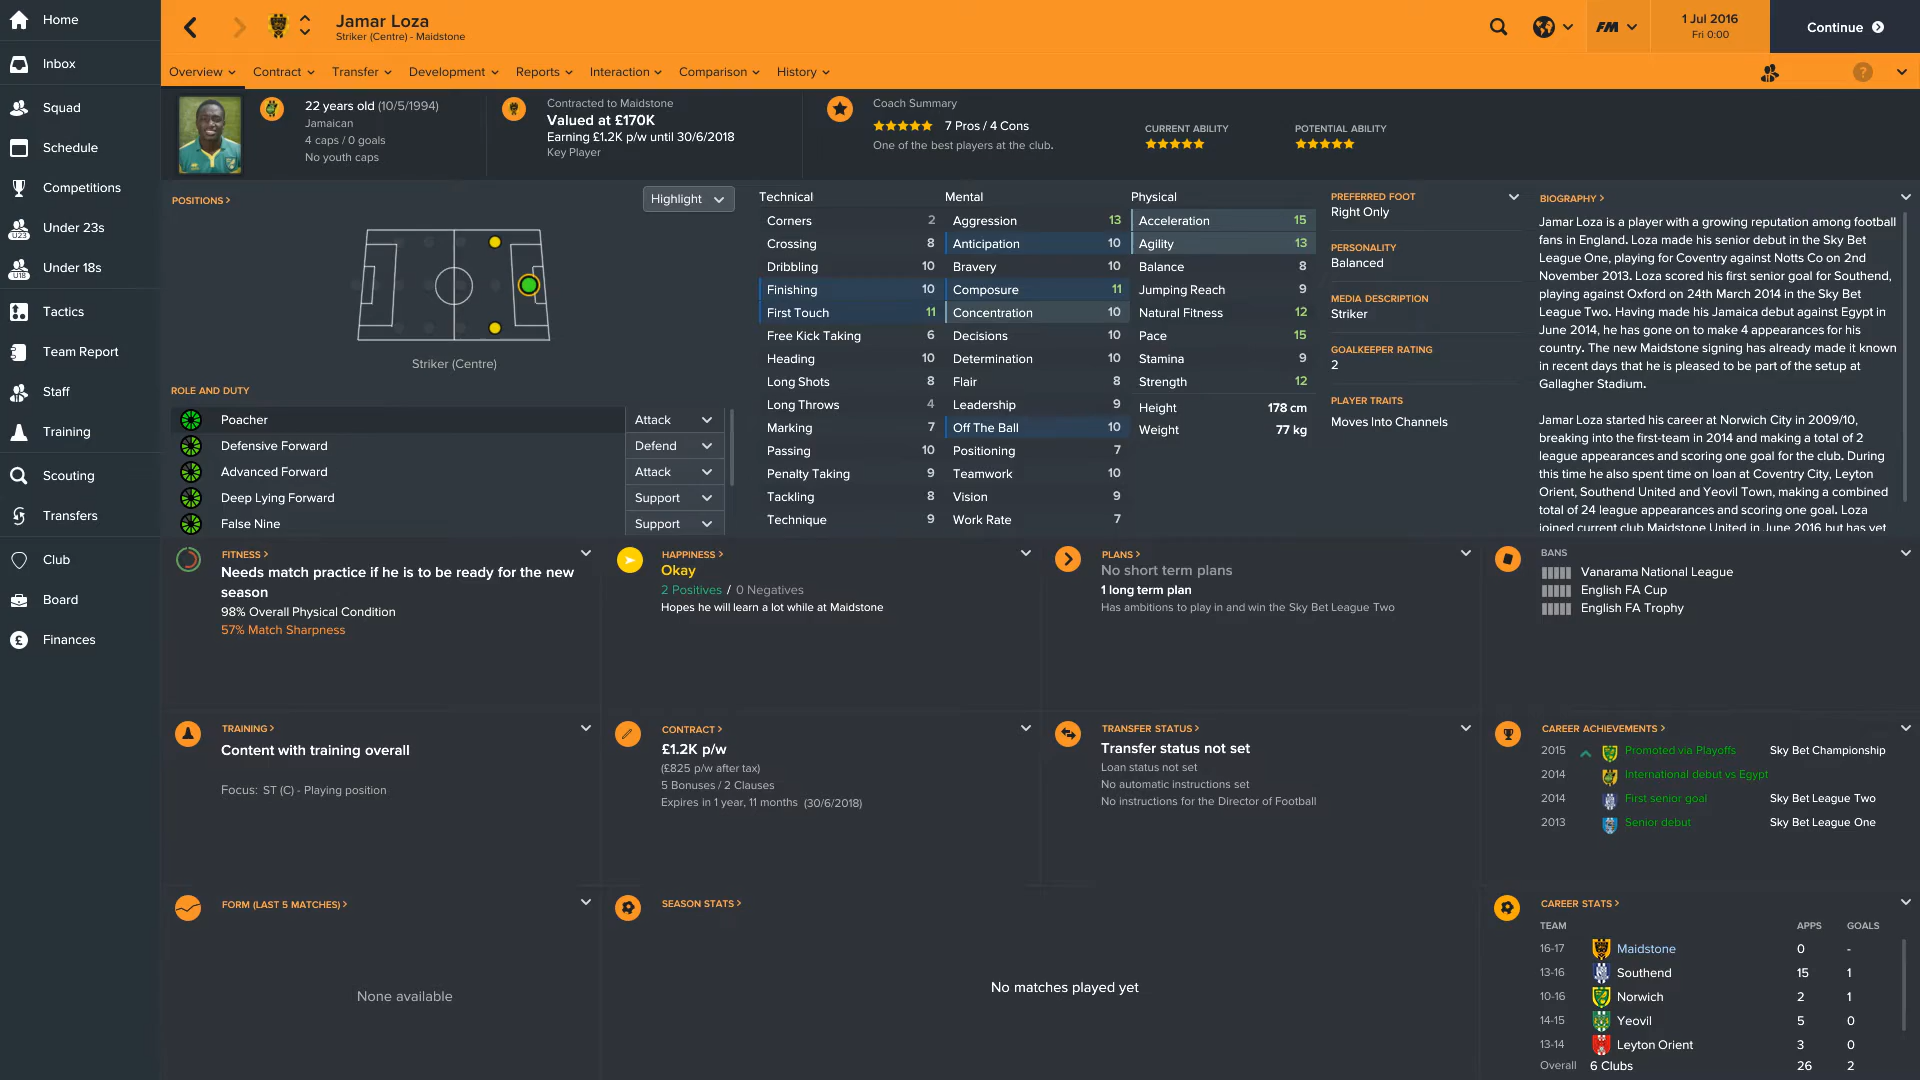 Home
Inbox
Squad
Schedule
Competitions
Under 23s
Under 18s
Tactics
Team Report
Staff
Training
Scouting
Transfers
Club
Board
Finances
U23
U18
Jamar Loza
Striker (Centre) - Maidstone
FM
1 Jul 2016
Fri 0:00
Continue
Overview Contract Transfer Development Reports Interaction Comparison History
?
22 years old (10/5/1994)
Jamaican
4 caps / 0 goals
No youth caps
Contracted to Maidstone
Valued at £170K
Earning £1.2K p/w until 30/6/2018
Key Player
Coach Summary
7 Pros / 4 Cons
One of the best players at the club.
CURRENT ABILITY
POTENTIAL ABILITY
POSITIONS >
Highlight
Striker (Centre)
ROLE AND DUTY
Poacher Attack
Defensive Forward Defend
Advanced Forward Attack
Deep Lying Forward Support
False Nine Support
Technical
Corners 2
Crossing 8
Dribbling 10
Finishing 10
First Touch 11
Free Kick Taking 6
Heading 10
Long Shots 8
Long Throws 4
Marking 7
Passing 10
Penalty Taking 9
Tackling 8
Technique 9
Mental
Aggression 13
Anticipation 10
Bravery 10
Composure 11
Concentration 10
Decisions 10
Determination 10
Flair 8
Leadership 9
Off The Ball 10
Positioning 7
Teamwork 10
Vision 9
Work Rate 7
Physical
Acceleration 15
Agility 13
Balance 8
Jumping Reach 9
Natural Fitness 12
Pace 15
Stamina 9
Strength 12
Height 178 cm
Weight 77 kg
PREFERRED FOOT
Right Only
PERSONALITY
Balanced
MEDIA DESCRIPTION
Striker
GOALKEEPER RATING
2
PLAYER TRAITS
Moves Into Channels
BIOGRAPHY >
Jamar Loza is a player with a growing reputation among football
fans in England. Loza made his senior debut in the Sky Bet
League One, playing for Coventry against Notts Co on 2nd
November 2013. Loza scored his first senior goal for Southend,
playing against Oxford on 24th March 2014 in the Sky Bet
League Two. Having made his Jamaica debut against Egypt in
June 2014, he has gone on to make 4 appearances for his
country. The new Maidstone signing has already made it known
in recent days that he is pleased to be part of the setup at
Gallagher Stadium.
Jamar Loza started his career at Norwich City in 2009/10,
breaking into the first-team in 2014 and making a total of 2
league appearances and scoring one goal for the club. During
this time he also spent time on loan at Coventry City, Leyton
Orient, Southend United and Yeovil Town, making a combined
total of 24 league appearances and scoring one goal. Loza
joined current club Maidstone United in June 2016 but has yet
FITNESS >
Needs match practice if he is to be ready for the new
season
98% Overall Physical Condition
57% Match Sharpness
HAPPINESS >
Okay
2 Positives / 0 Negatives
Hopes he will learn a lot while at Maidstone
PLANS >
No short term plans
1 long term plan
Has ambitions to play in and win the Sky Bet League Two
BANS
Vanarama National League
English FA Cup
English FA Trophy
TRAINING >
Content with training overall
Focus: ST (C) - Playing position
CONTRACT >
£1.2K p/w
(£825 p/w after tax)
5 Bonuses / 2 Clauses
Expires in 1 year, 11 months (30/6/2018)
TRANSFER STATUS >
Transfer status not set
Loan status not set
No automatic instructions set
No instructions for the Director of Football
CAREER ACHIEVEMENTS >
2015 Promoted via Playoffs Sky Bet Championship
2014 International debut vs Egypt
2014 First senior goal Sky Bet League Two
2013 Senior debut Sky Bet League One
FORM (LAST 5 MATCHES) >
None available
SEASON STATS >
No matches played yet
CAREER STATS >
TEAM APPS GOALS
16-17 Maidstone 0 -
13-16 Southend 15 1
10-16 Norwich 2 1
14-15 Yeovil 5 0
13-14 Leyton Orient 3 0
Overall 6 Clubs 26 2